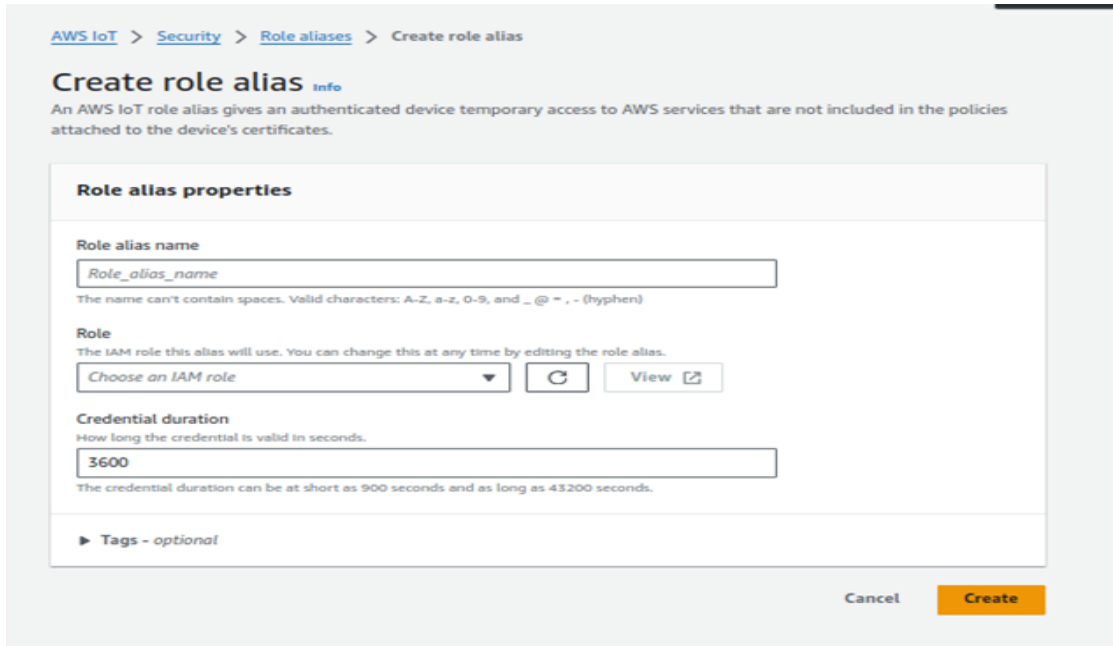 AWS IoT > Security > Role aliases > Create role alias
Create role alias Info
An AWS IoT role alias gives an authenticated device temporary access to AWS services that are not included in the policies
attached to the device's certificates.
Role alias properties
Role alias name
Role_alias_name
The name can't contain spaces. Valid characters: A-Z, a-z, 0-9, and _ @ = , - (hyphen)
Role
The IAM role this alias will use. You can change this at any time by editing the role alias.
Choose an IAM role
View
Credential duration
How long the credential is valid in seconds.
3600
The credential duration can be at short as 900 seconds and as long as 43200 seconds.
Tags - optional
Cancel Create